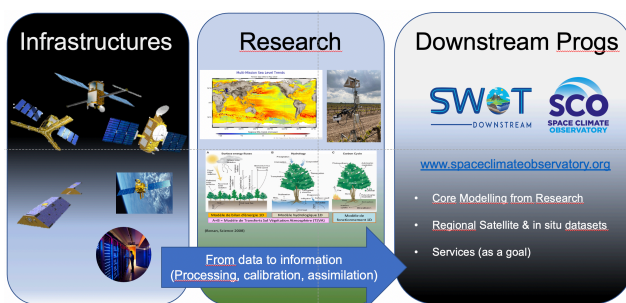 Infrastructures
Research
Downstream Progs
Multi-Mission Sea Level Trends
SWOT
DOWNSTREAM
SCO
SPACE CLIMATE
OBSERVATORY
www.spaceclimateobservatory.org
• Core Modelling from Research
• Regional Satellite & in situ datasets
• Services (as a goal)
From data to information
(Processing, calibration, assimilation)